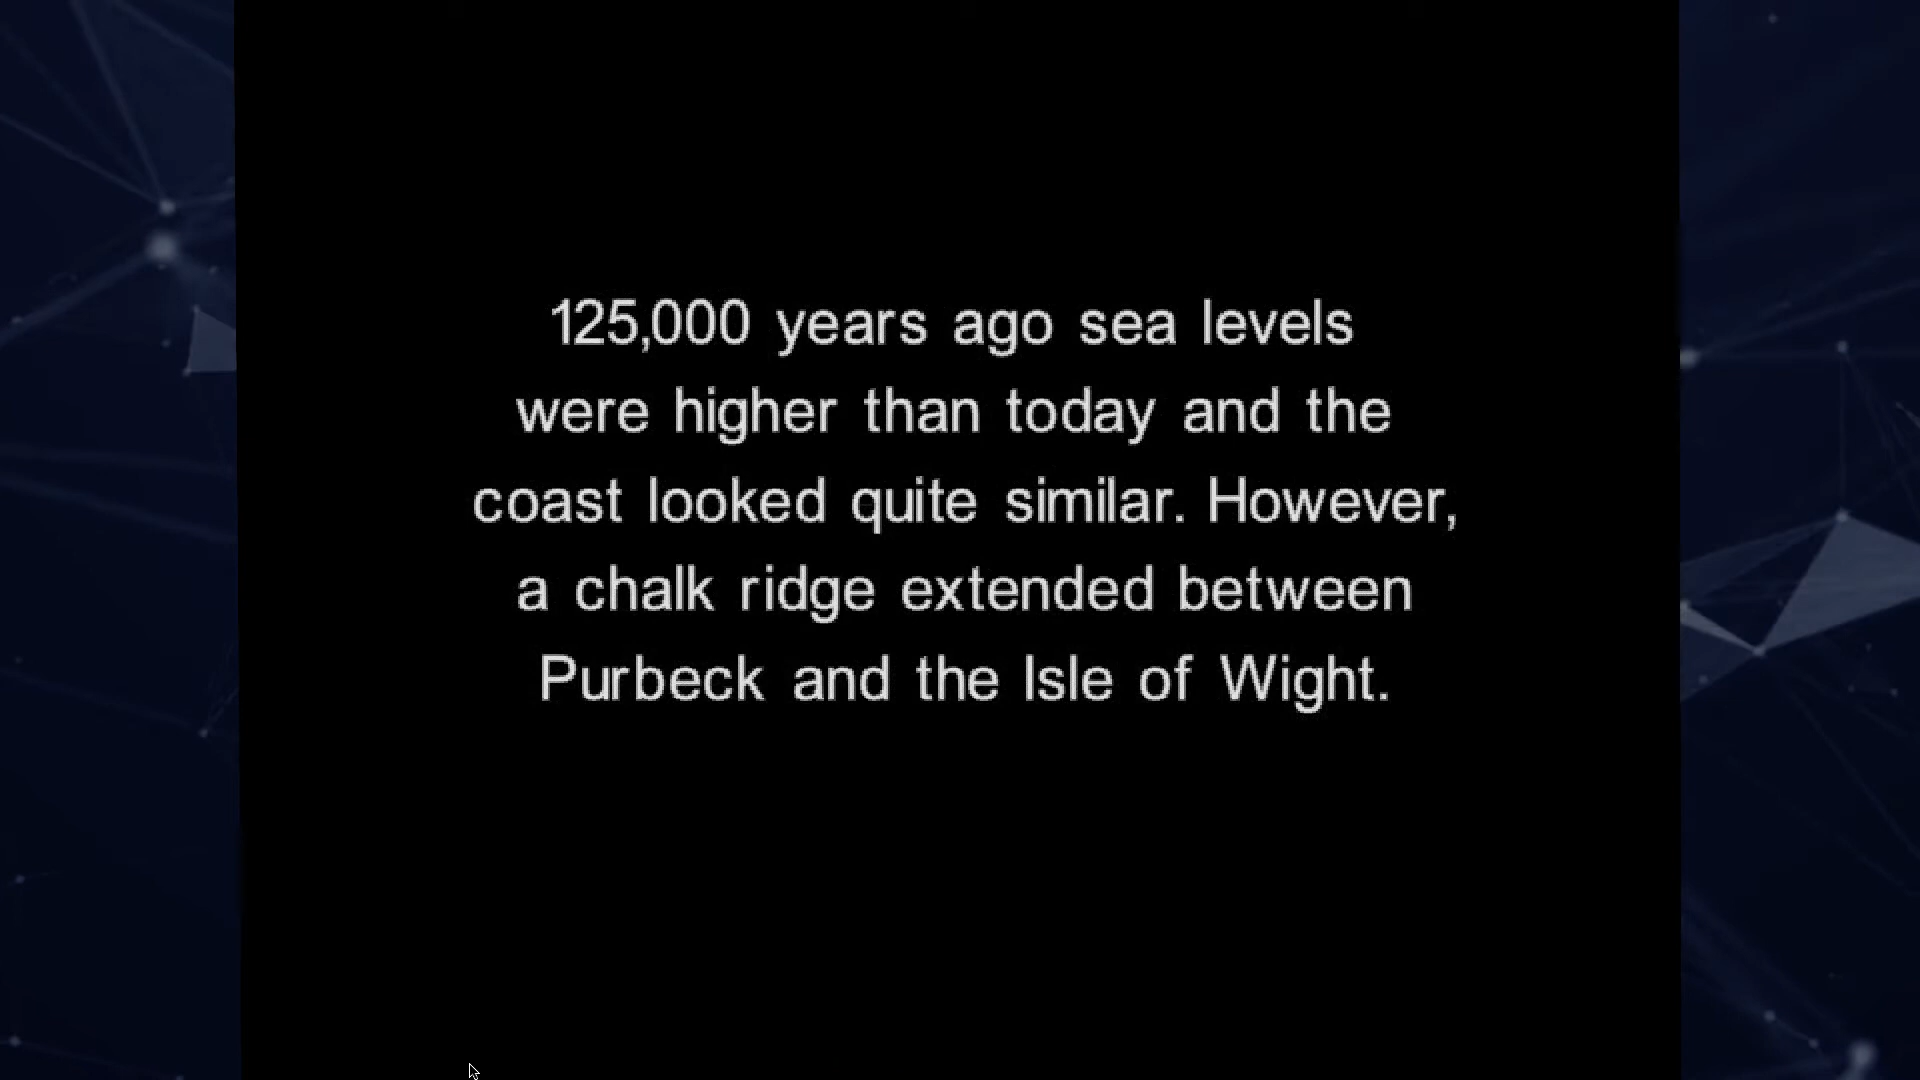 125,000 years ago sea levels
were higher than today and the
coast looked quite similar. However,
a chalk ridge extended between
Purbeck and the Isle of Wight.